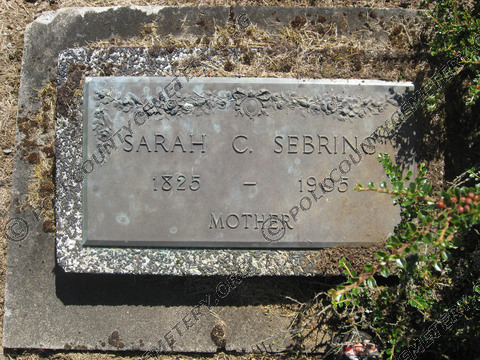 SARAH C. SEBRING
1825 – 1905
MOTHER